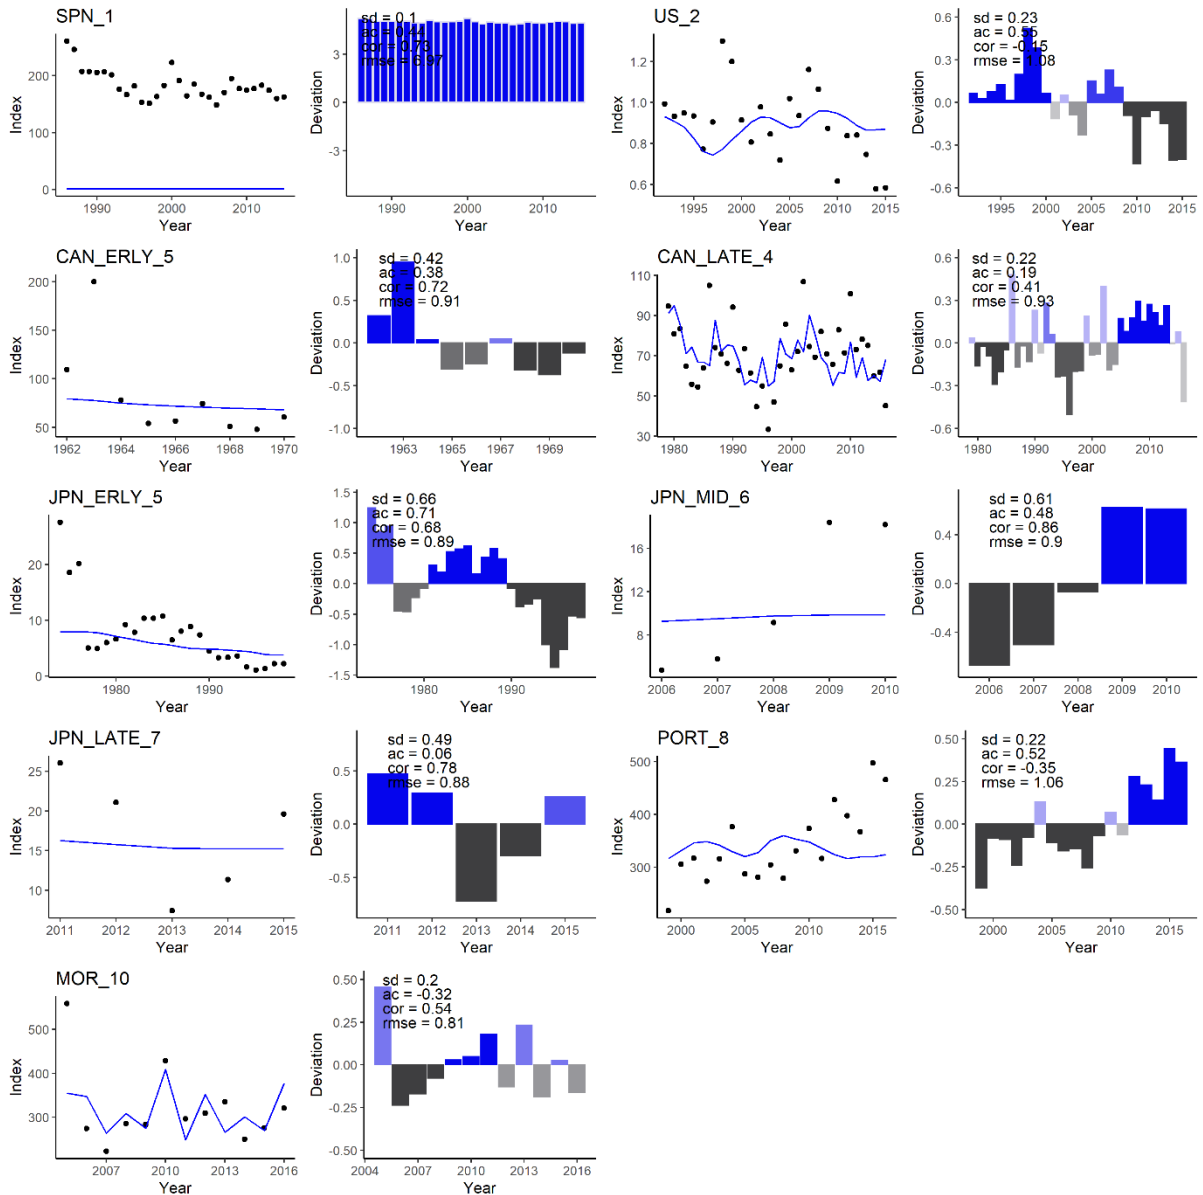 SPN_1
Index
200
100
0
1990
2000
2010
Year
Deviation
5
0
-3
sd = 0.1
ac = 0.44
cor = 0.73
rmse = 6.97
1990
2000
2010
Year
US_2
Index
1.2
1.0
0.8
0.6
1995
2000
2005
2010
2015
Year
Deviation
0.6
0.3
0.0
-0.3
-0.6
sd = 0.23
ac = 0.55
cor = -0.15
rmse = 1.08
1995
2000
2005
2010
2015
Year
CAN_ERLY_5
Index
200
150
100
50
1962
1964
1966
1968
1970
Year
Deviation
1.0
0.5
0.0
-0.5
-1.0
sd = 0.42
ac = 0.38
cor = 0.72
rmse = 0.91
1963
1965
1967
1969
Year
CAN_LATE_4
Index
110
90
70
50
30
1980
1990
2000
2010
Year
Deviation
0.6
0.3
0.0
-0.3
-0.6
sd = 0.22
ac = 0.19
cor = 0.41
rmse = 0.93
1980
1990
2000
2010
Year
JPN_ERLY_5
Index
20
10
0
1980
1990
Year
Deviation
1.5
1.0
0.5
0.0
-0.5
-1.0
-1.5
sd = 0.66
ac = 0.71
cor = 0.68
rmse = 0.89
1980
1990
Year
JPN_MID_6
Index
16
12
8
2006
2007
2008
2009
2010
Year
Deviation
0.4
0.0
-0.4
sd = 0.61
ac = 0.48
cor = 0.86
rmse = 0.9
2006
2007
2008
2009
2010
Year
JPN_LATE_7
Index
25
20
15
10
2011
2012
2013
2014
2015
Year
Deviation
0.5
0.0
-0.5
sd = 0.49
ac = 0.06
cor = 0.78
rmse = 0.88
2011
2012
2013
2014
2015
Year
PORT_8
Index
500
400
300
2000
2005
2010
2015
Year
Deviation
0.50
0.25
0.00
-0.25
-0.50
sd = 0.22
ac = 0.52
cor = -0.35
rmse = 1.06
2000
2005
2010
2015
Year
MOR_10
Index
500
400
300
2007
2010
2013
2016
Year
Deviation
0.50
0.25
0.00
-0.25
-0.50
sd = 0.2
ac = -0.32
cor = 0.54
rmse = 0.81
2004
2007
2010
2013
2016
Year